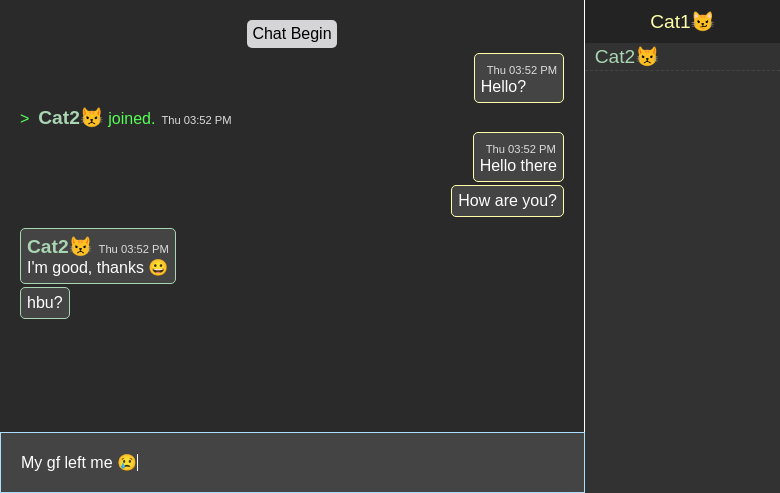 Chat Begin
Cat1😼
Cat2😾
Thu 03:52 PM
Hello?
> Cat2😾 joined. Thu 03:52 PM
Thu 03:52 PM
Hello there
How are you?
Cat2😾 Thu 03:52 PM
I'm good, thanks 😀
hbu?
My gf left me 😢